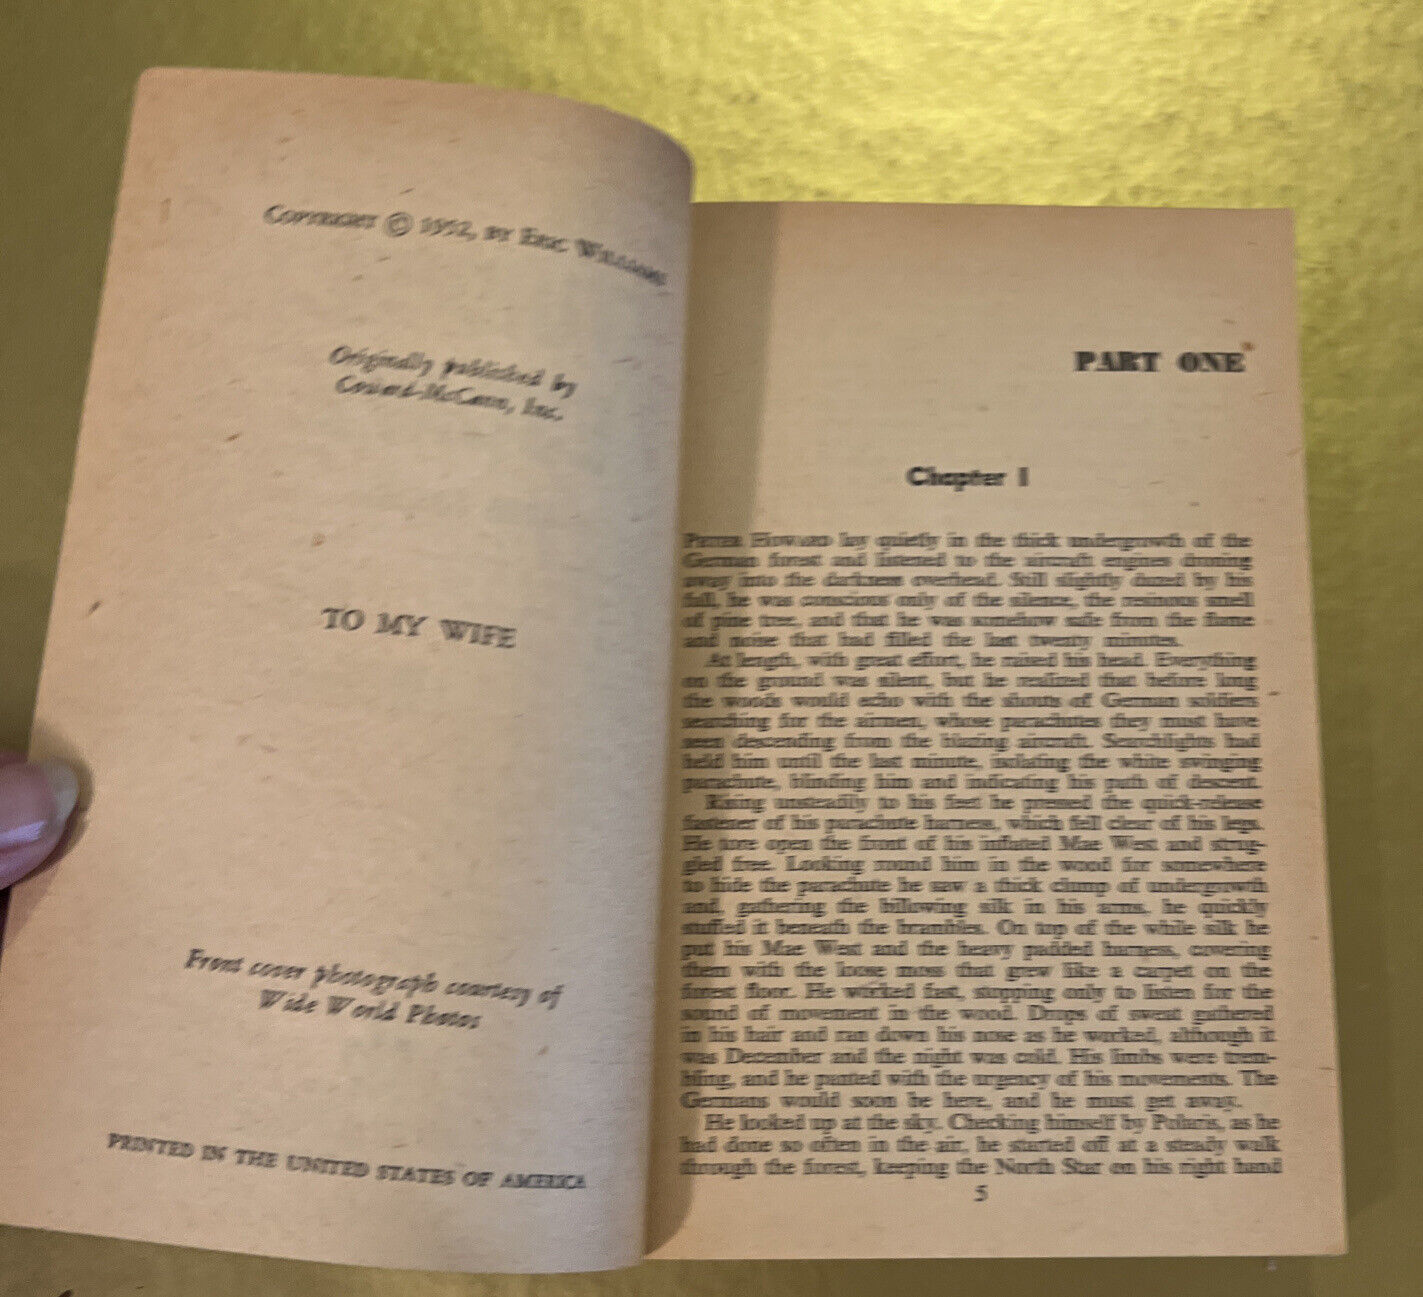 COPYRIGHT © 1952, BY ERIC WILLIAMS
Originally published by
Coward-McCann, Inc.
TO MY WIFE
Front cover photograph courtesy of
Wide World Photos
PRINTED IN THE UNITED STATES OF AMERICA
PART ONE
Chapter 1
PETER HOWARD lay quietly in the thick undergrowth of the
German forest and listened to the aircraft engines droning
away into the darkness overhead. Still slightly dazed by his
fall, he was conscious only of the silence, the resinous smell
of pine tree, and that he was somehow safe from the flame
and noise that had filled the last twenty minutes.
At length, with great effort, he raised his head. Everything
on the ground was silent, but he realized that before long
the woods would echo with the shouts of German soldiers
searching for the airmen, whose parachutes they must have
seen descending from the blazing aircraft. Searchlights had
held him until the last minute, isolating the white swinging
parachute, blinding him and indicating his path of descent.
Rising unsteadily to his feet he pressed the quick-release
fastener of his parachute harness, which fell clear of his legs.
He tore open the front of his inflated Mae West and strug-
gled free. Looking round him in the wood for somewhere
to hide the parachute he saw a thick clump of undergrowth
and, gathering the billowing silk in his arms, he quickly
stuffed it beneath the brambles. On top of the white silk he
put his Mae West and the heavy padded harness, covering
them with the loose moss that grew like a carpet on the
forest floor. He worked fast, stopping only to listen for the
sound of movement in the wood. Drops of sweat gathered
in his hair and ran down his nose as he worked, although it
was December and the night was cold. His limbs were trem-
bling, and he panted with the urgency of his movements. The
Germans would soon be here, and he must get away.
He looked up at the sky. Checking himself by Polaris, as he
had done so often in the air, he started off at a steady walk
through the forest, keeping the North Star on his right hand
5